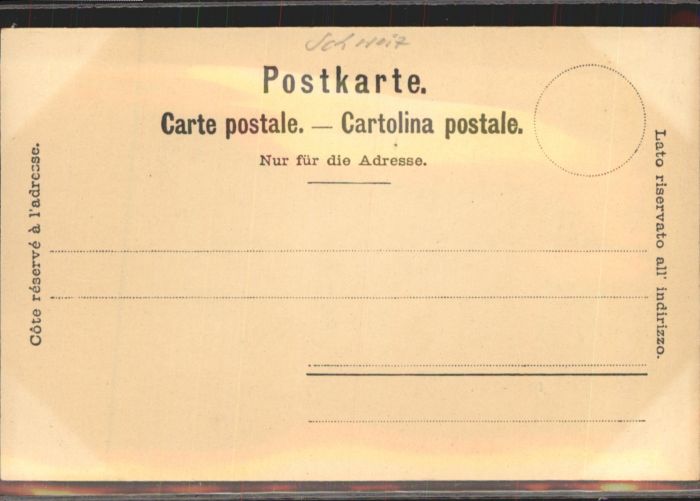 Schweiz
Postkarte.
Carte postale. — Cartolina postale.
Nur für die Adresse.
Côte réservé à l'adresse.
Lato riservato all' indirizzo.